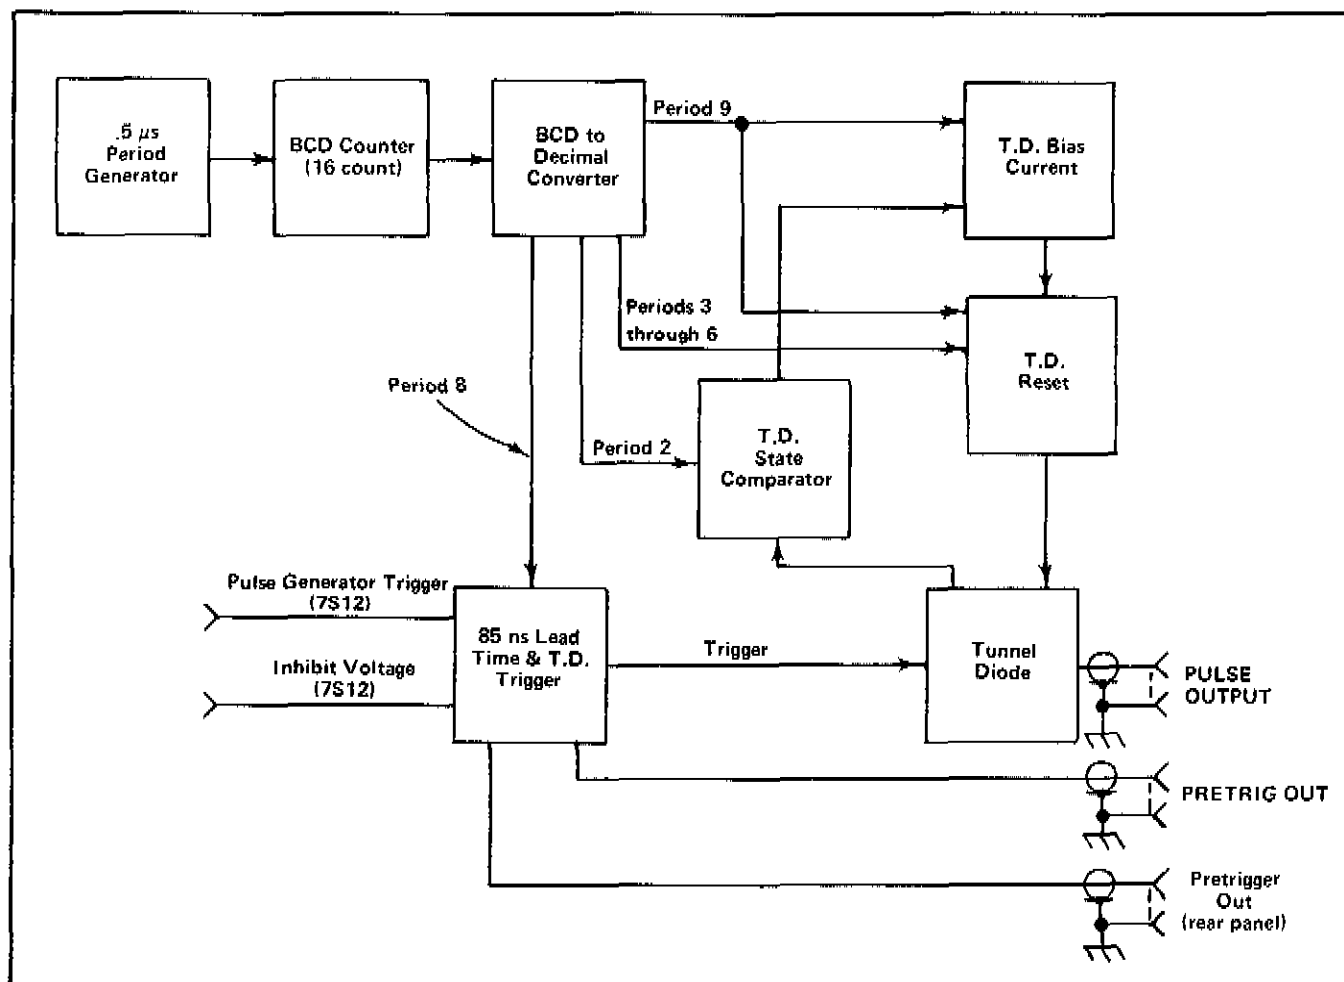 .5 µs
Period
Generator
BCD Counter
(16 count)
BCD to
Decimal
Converter
Period 9
T.D. Bias
Current
Periods 3
through 6
T.D.
Reset
Period 8
Period 2
T.D.
State
Comparator
Pulse Generator Trigger
(7S12)
Inhibit Voltage
(7S12)
85 ns Lead
Time & T.D.
Trigger
Trigger
Tunnel
Diode
PULSE
OUTPUT
PRETRIG OUT
Pretrigger
Out
(rear panel)